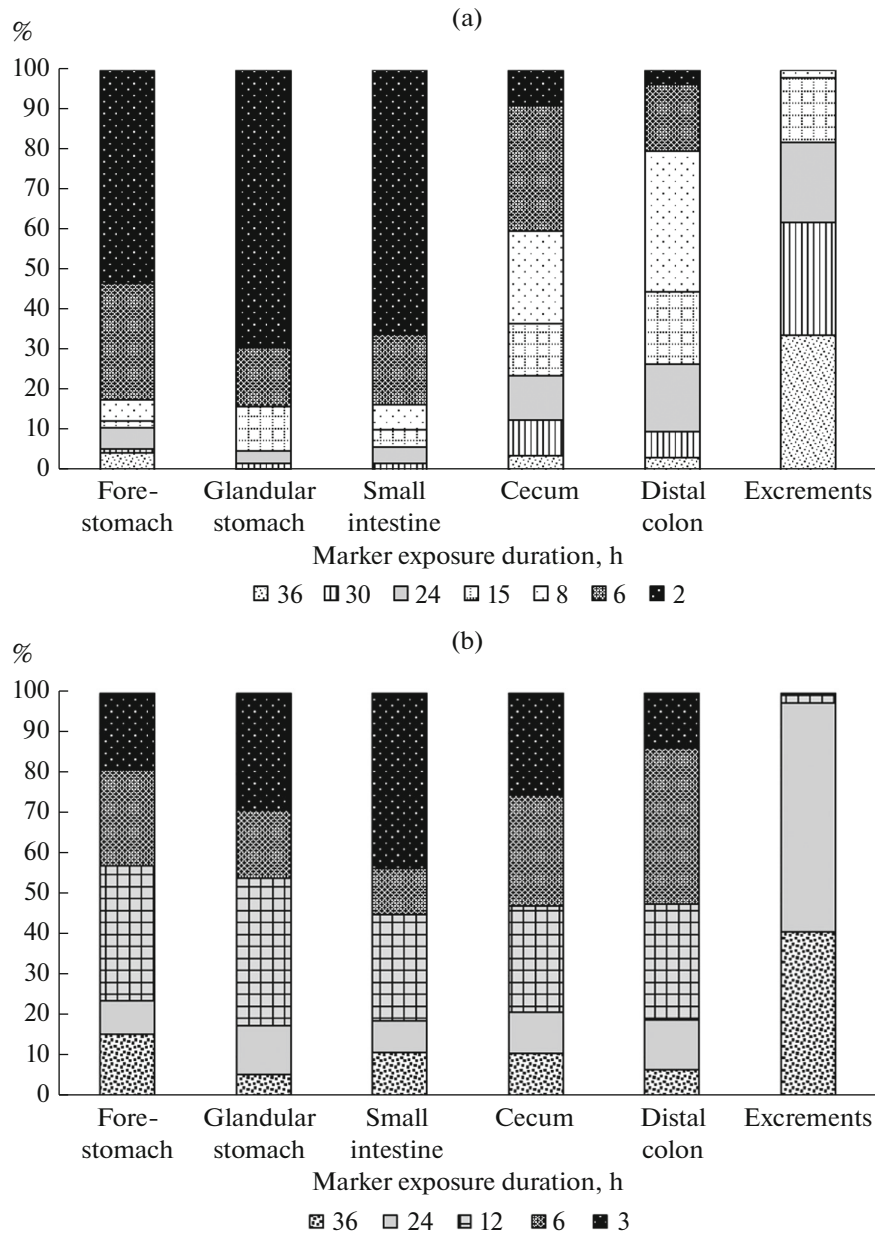 (a)
%
100
90
80
70
60
50
40
30
20
10
0
Fore- Glandular Small Cecum Distal Excrements
stomach stomach intestine colon
Marker exposure duration, h
36 30 24 15 8 6 2
(b)
%
100
90
80
70
60
50
40
30
20
10
0
Fore- Glandular Small Cecum Distal Excrements
stomach stomach intestine colon
Marker exposure duration, h
36 24 12 6 3